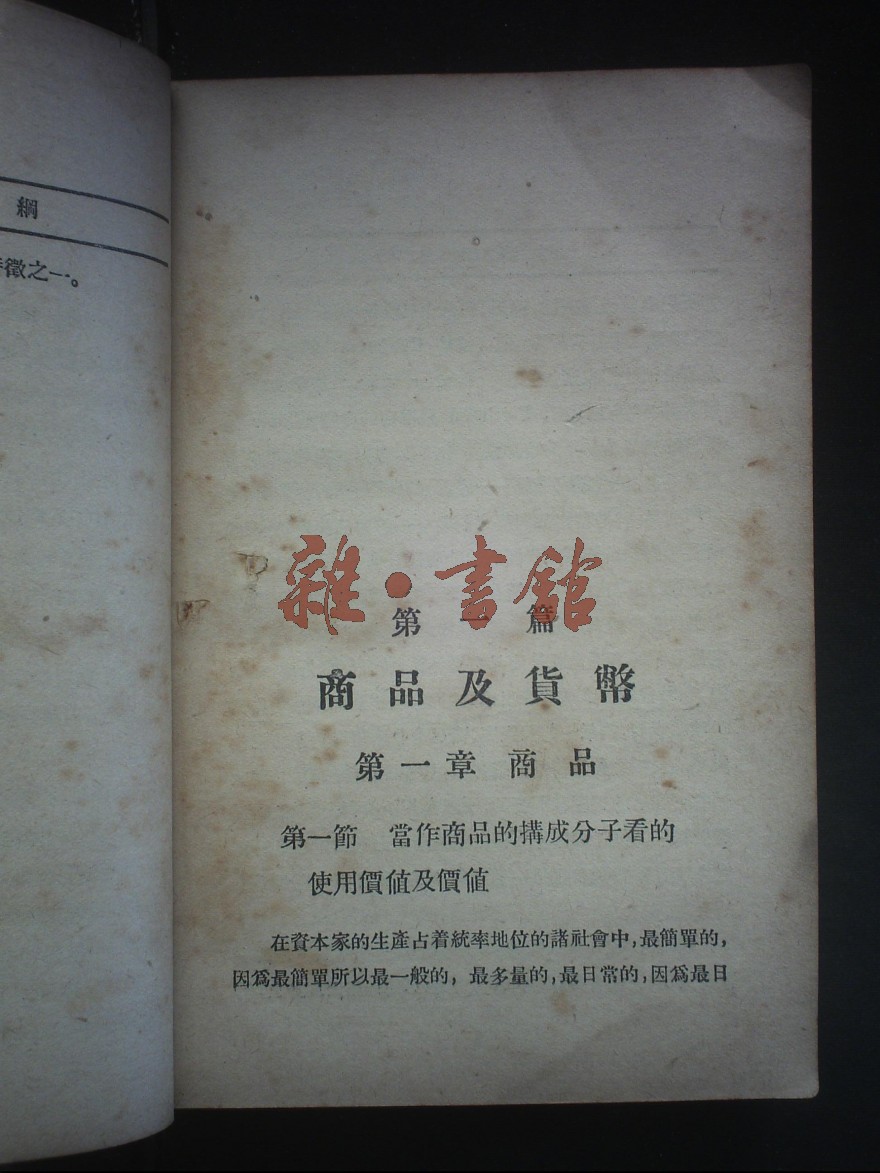 綱
徵之一。
雜·書館
第一篇
商品及貨幣
第一章 商品
第一節 當作商品的搆成分子看的
使用價値及價値
在資本家的生產占着統率地位的諸社會中,最簡單的,
因爲最簡單所以最一般的,最多量的,最日常的,因爲最日